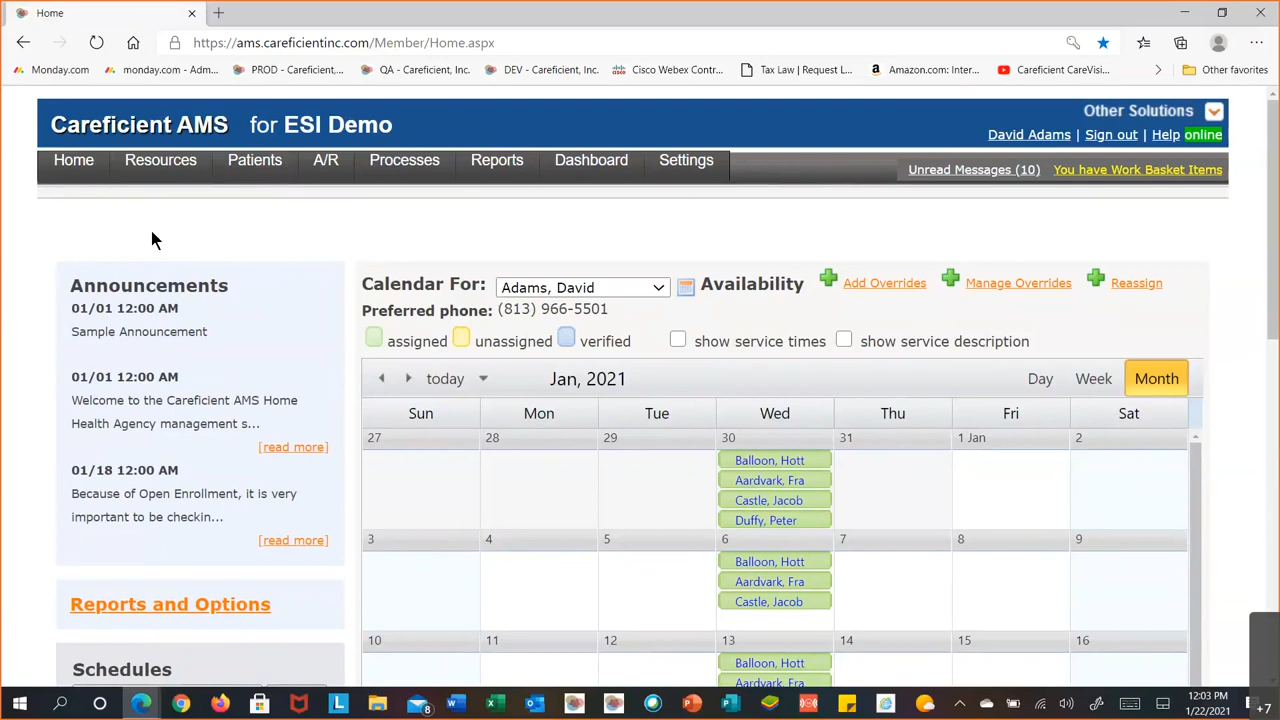 Home
https://ams.careficientinc.com/Member/Home.aspx
Monday.com
monday.com - Adm...
PROD - Careficient,...
QA - Careficient, Inc.
DEV - Careficient, Inc.
Cisco Webex Contr...
Tax Law | Request L...
Amazon.com: Inter...
Careficient CareVisi...
Other favorites
Careficient AMS for ESI Demo
Other Solutions
David Adams | Sign out | Help online
Home Resources Patients A/R Processes Reports Dashboard Settings
Unread Messages (10) You have Work Basket Items
Announcements
01/01 12:00 AM
Sample Announcement
01/01 12:00 AM
Welcome to the Careficient AMS Home
Health Agency management s...
[read more]
01/18 12:00 AM
Because of Open Enrollment, it is very
important to be checkin...
[read more]
Reports and Options
Schedules
Calendar For: Adams, David Availability Add Overrides Manage Overrides Reassign
Preferred phone: (813) 966-5501
assigned unassigned verified show service times show service description
today Jan, 2021 Day Week Month
Sun Mon Tue Wed Thu Fri Sat
27 28 29 30 31 1 Jan 2
Balloon, Hott
Aardvark, Fra
Castle, Jacob
Duffy, Peter
3 4 5 6 7 8 9
Balloon, Hott
Aardvark, Fra
Castle, Jacob
10 11 12 13 14 15 16
Balloon, Hott
Aardvark, Fra
8
12:03 PM
1/22/2021
+7